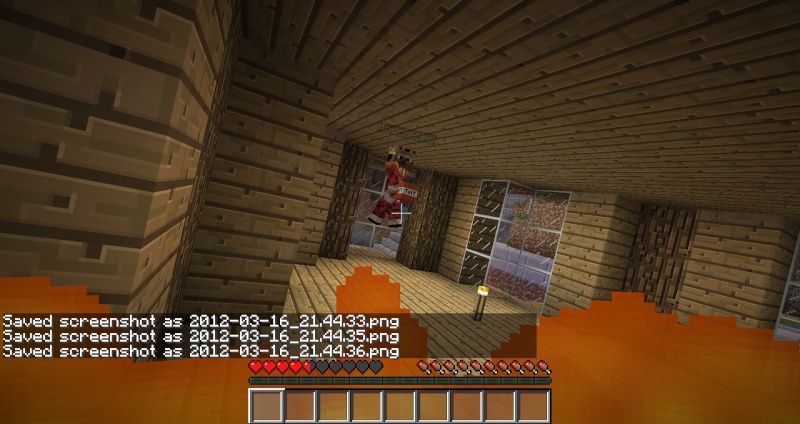 Saved screenshot as 2012-03-16_21.44.33.png
Saved screenshot as 2012-03-16_21.44.35.png
Saved screenshot as 2012-03-16_21.44.36.png